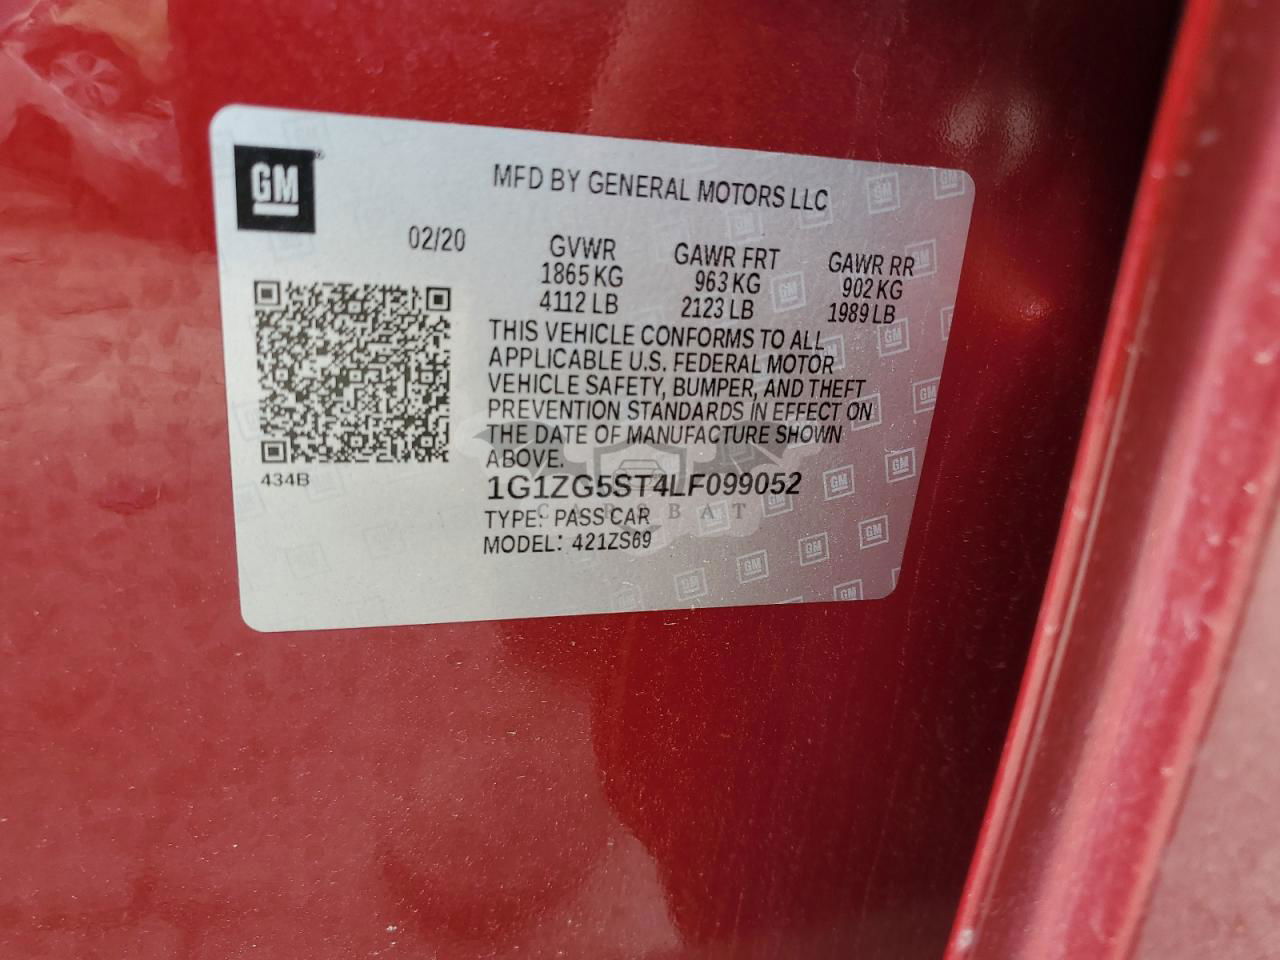 GM
MFD BY GENERAL MOTORS LLC
02/20 GVWR GAWR FRT GAWR RR
1865 KG 963 KG 902 KG
4112 LB 2123 LB 1989 LB
THIS VEHICLE CONFORMS TO ALL
APPLICABLE U.S. FEDERAL MOTOR
VEHICLE SAFETY, BUMPER, AND THEFT
PREVENTION STANDARDS IN EFFECT ON
THE DATE OF MANUFACTURE SHOWN
ABOVE.
434B
1G1ZG5ST4LF099052
CAROBAT
TYPE: PASS CAR
MODEL: 421ZS69